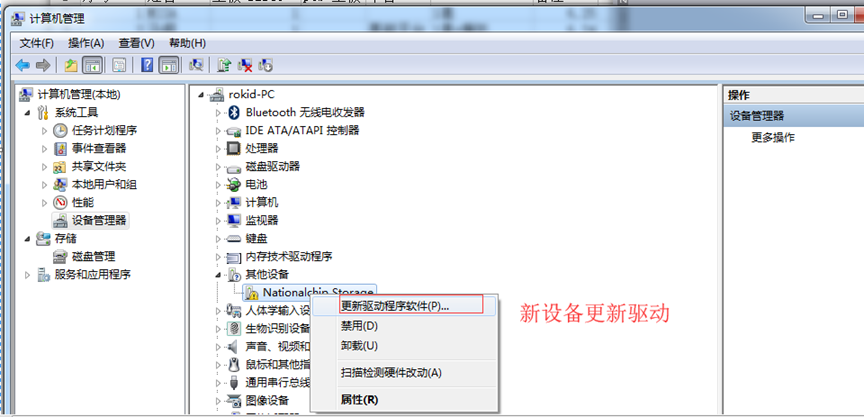 计算机管理
文件(F) 操作(A) 查看(V) 帮助(H)
计算机管理(本地)
系统工具
任务计划程序
事件查看器
共享文件夹
本地用户和组
性能
设备管理器
存储
磁盘管理
服务和应用程序
rokid-PC
Bluetooth 无线电收发器
IDE ATA/ATAPI 控制器
处理器
磁盘驱动器
电池
计算机
监视器
键盘
内存技术驱动程序
其他设备
Nationalchip Storage
人体学输入设
生物识别设备
声音、视频和
鼠标和其他指
通用串行总线
图像设备
更新驱动程序软件(P)...
禁用(D)
卸载(U)
扫描检测硬件改动(A)
属性(R)
新设备更新驱动
操作
设备管理器
更多操作